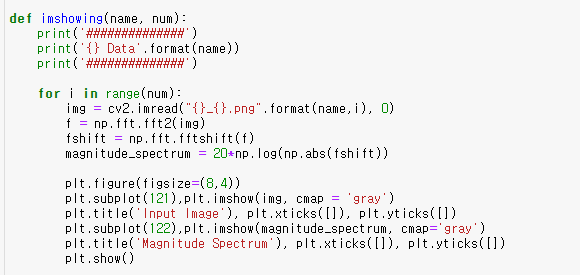 def imshowing(name, num):
    print('##############')
    print('{} Data'.format(name))
    print('##############')

    for i in range(num):
        img = cv2.imread("{}_{}.png".format(name,i), 0)
        f = np.fft.fft2(img)
        fshift = np.fft.fftshift(f)
        magnitude_spectrum = 20*np.log(np.abs(fshift))

        plt.figure(figsize=(8,4))
        plt.subplot(121),plt.imshow(img, cmap = 'gray')
        plt.title('Input Image'), plt.xticks([]), plt.yticks([])
        plt.subplot(122),plt.imshow(magnitude_spectrum, cmap='gray')
        plt.title('Magnitude Spectrum'), plt.xticks([]), plt.yticks([])
        plt.show()